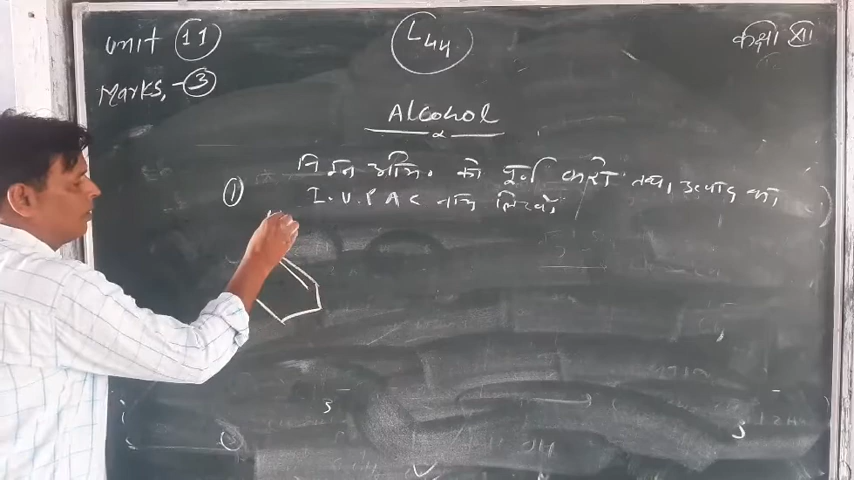 Unit 11
L44
कक्षा XII
Marks, - 3
Alcohol
① निम्न अभि. को पूर्ण करो तथा उत्पाद का,
I.U.P.A.C नाम लिखो,